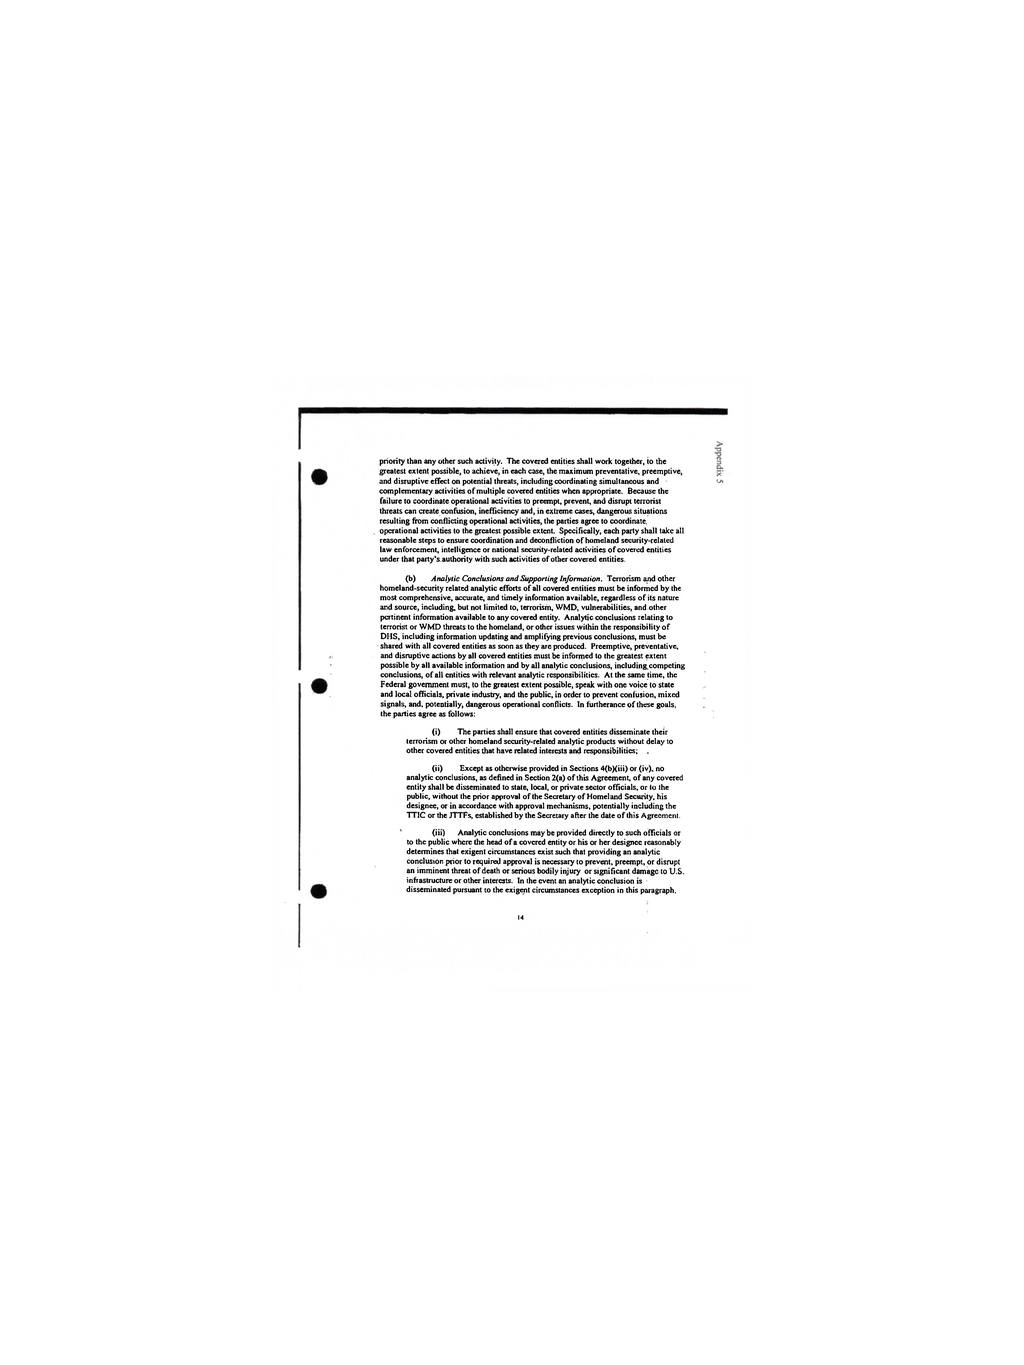 Appendix 5
priority than any other such activity. The covered entities shall work together, to the
greatest extent possible, to achieve, in each case, the maximum preventative, preemptive,
and disruptive effect on potential threats, including coordinating simultaneous and
complementary activities of multiple covered entities when appropriate. Because the
failure to coordinate operational activities to preempt, prevent, and disrupt terrorist
threats can create confusion, inefficiency and, in extreme cases, dangerous situations
resulting from conflicting operational activities, the parties agree to coordinate
operational activities to the greatest possible extent. Specifically, each party shall take all
reasonable steps to ensure coordination and deconfliction of homeland security-related
law enforcement, intelligence or national security-related activities of covered entities
under that party's authority with such activities of other covered entities.
(b) Analytic Conclusions and Supporting Information. Terrorism and other
homeland-security related analytic efforts of all covered entities must be informed by the
most comprehensive, accurate, and timely information available, regardless of its nature
and source, including, but not limited to, terrorism, WMD, vulnerabilities, and other
pertinent information available to any covered entity. Analytic conclusions relating to
terrorist or WMD threats to the homeland, or other issues within the responsibility of
DHS, including information updating and amplifying previous conclusions, must be
shared with all covered entities as soon as they are produced. Preemptive, preventative,
and disruptive actions by all covered entities must be informed to the greatest extent
possible by all available information and by all analytic conclusions, including competing
conclusions, of all entities with relevant analytic responsibilities. At the same time, the
Federal government must, to the greatest extent possible, speak with one voice to state
and local officials, private industry, and the public, in order to prevent confusion, mixed
signals, and, potentially, dangerous operational conflicts. In furtherance of these goals,
the parties agree as follows:
(i) The parties shall ensure that covered entities disseminate their
terrorism or other homeland security-related analytic products without delay to
other covered entities that have related interests and responsibilities;
(ii) Except as otherwise provided in Sections 4(b)(iii) or (iv), no
analytic conclusions, as defined in Section 2(a) of this Agreement, of any covered
entity shall be disseminated to state, local, or private sector officials, or to the
public, without the prior approval of the Secretary of Homeland Security, his
designee, or in accordance with approval mechanisms, potentially including the
TTIC or the JTTFs, established by the Secretary after the date of this Agreement.
(iii) Analytic conclusions may be provided directly to such officials or
to the public where the head of a covered entity or his or her designee reasonably
determines that exigent circumstances exist such that providing an analytic
conclusion prior to required approval is necessary to prevent, preempt, or disrupt
an imminent threat of death or serious bodily injury or significant damage to U.S.
infrastructure or other interests. In the event an analytic conclusion is
disseminated pursuant to the exigent circumstances exception in this paragraph,
14